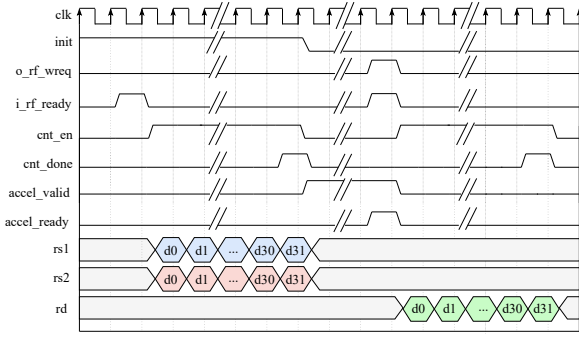 clk
init
o_rf_wreq
i_rf_ready
cnt_en
cnt_done
accel_valid
accel_ready
rs1 d0 d1 ... d30 d31
rs2 d0 d1 ... d30 d31
rd d0 d1 ... d30 d31